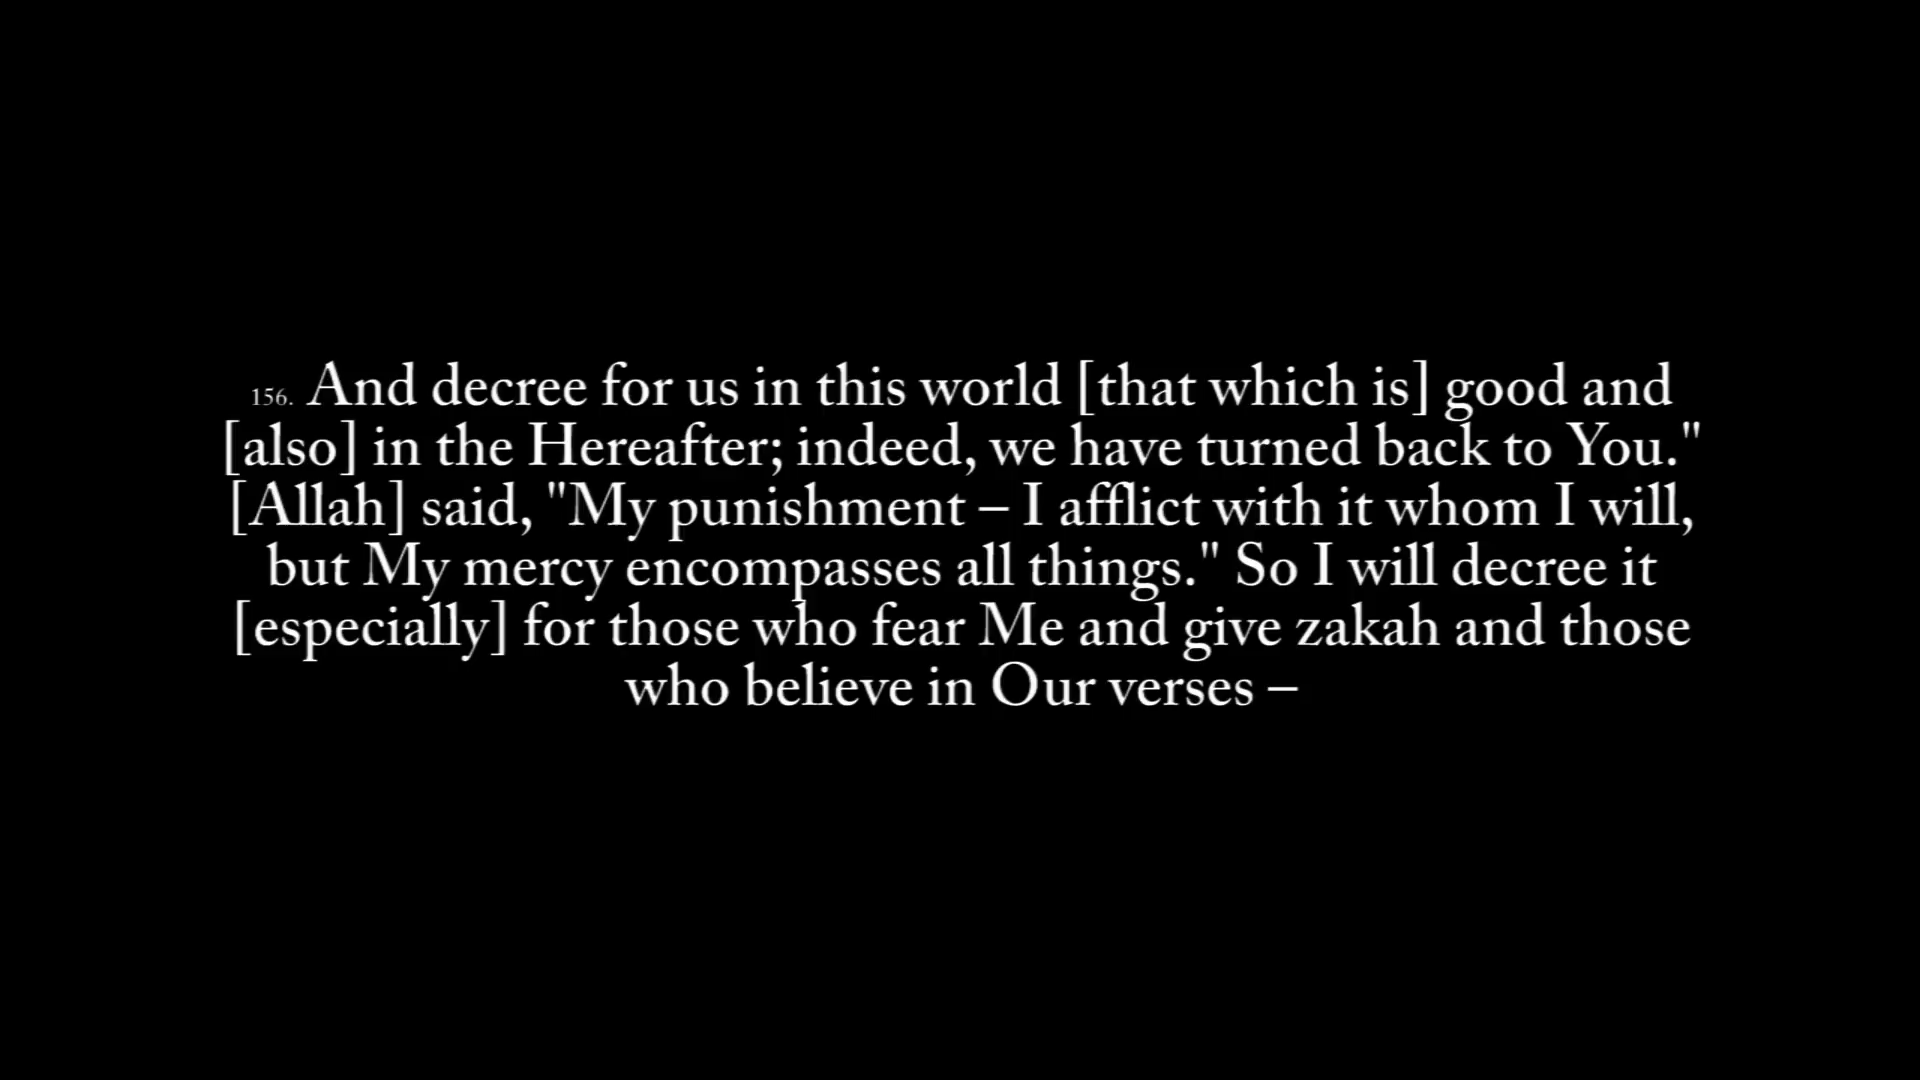 156. And decree for us in this world [that which is] good and
[also] in the Hereafter; indeed, we have turned back to You."
[Allah] said, "My punishment – I afflict with it whom I will,
but My mercy encompasses all things." So I will decree it
[especially] for those who fear Me and give zakah and those
who believe in Our verses –